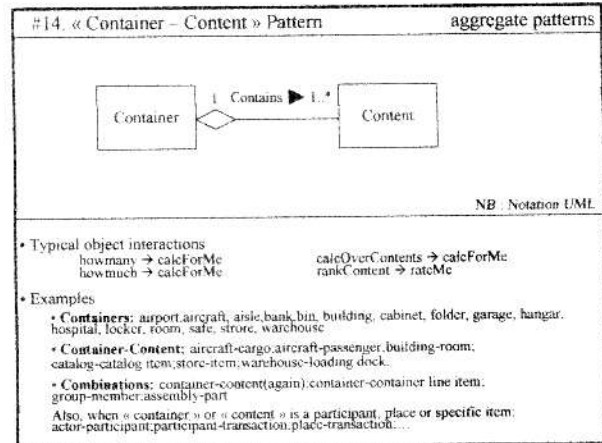 #14. « Container – Content » Pattern aggregate patterns
1 Contains ▶ 1..*
Container Content
NB : Notation UML
• Typical object interactions
howmany → calcForMe calcOverContents → calcForMe
howmuch → calcForMe rankContent → rateMe
• Examples
• Containers: airport,aircraft, aisle,bank,bin, building, cabinet, folder, garage, hangar,
hospital, locker, room, safe, strore, warehouse
• Container-Content: aircraft-cargo,aircraft-passenger,building-room;
catalog-catalog item;store-item;warehouse-loading dock.
• Combinations: container-content(again);container-container line item;
group-member;assembly-part
Also, when « container » or « content » is a participant, place or specific item:
actor-participant;participant-transaction,place-transaction;...